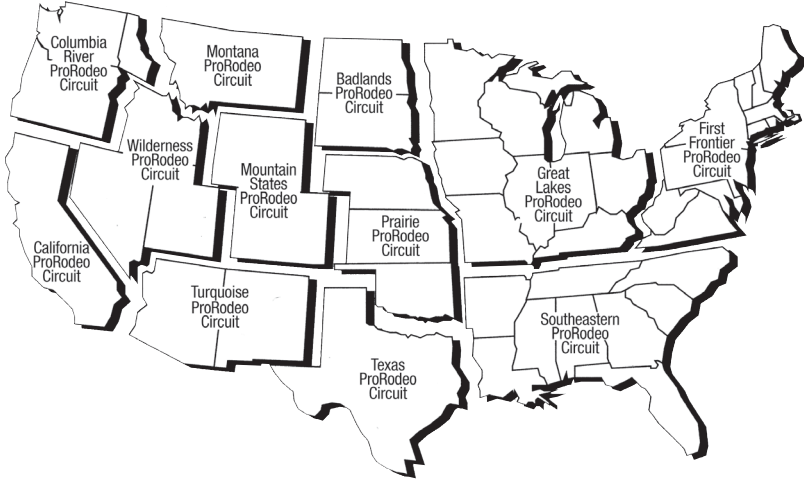 Columbia
River
ProRodeo
Circuit
Montana
ProRodeo
Circuit
Badlands
ProRodeo
Circuit
First
Frontier
ProRodeo
Circuit
Wilderness
ProRodeo
Circuit
Mountain
States
ProRodeo
Circuit
Great
Lakes
ProRodeo
Circuit
Prairie
ProRodeo
Circuit
California
ProRodeo
Circuit
Turquoise
ProRodeo
Circuit
Southeastern
ProRodeo
Circuit
Texas
ProRodeo
Circuit